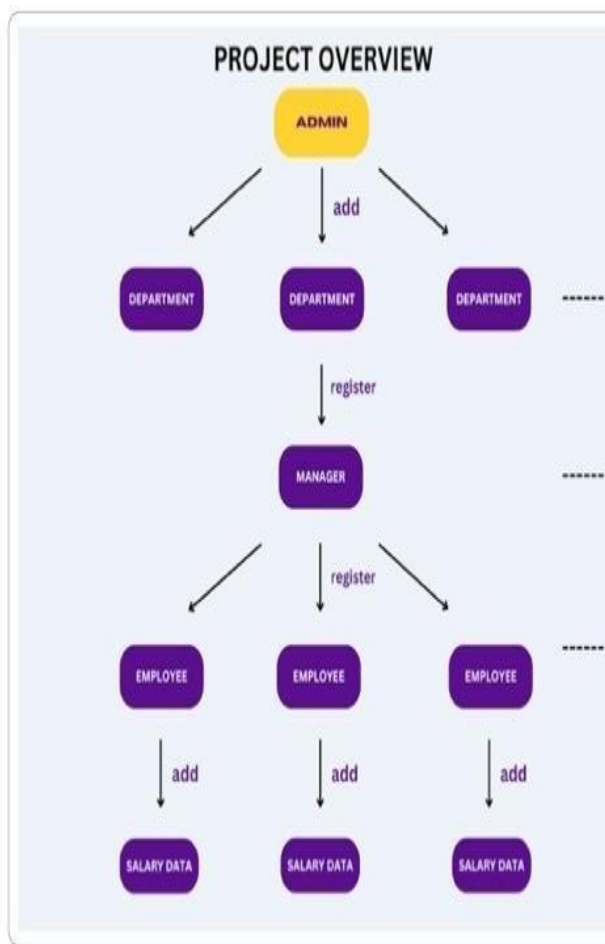 PROJECT OVERVIEW
ADMIN
add
DEPARTMENT DEPARTMENT DEPARTMENT
register
MANAGER
register
EMPLOYEE EMPLOYEE EMPLOYEE
add add add
SALARY DATA SALARY DATA SALARY DATA